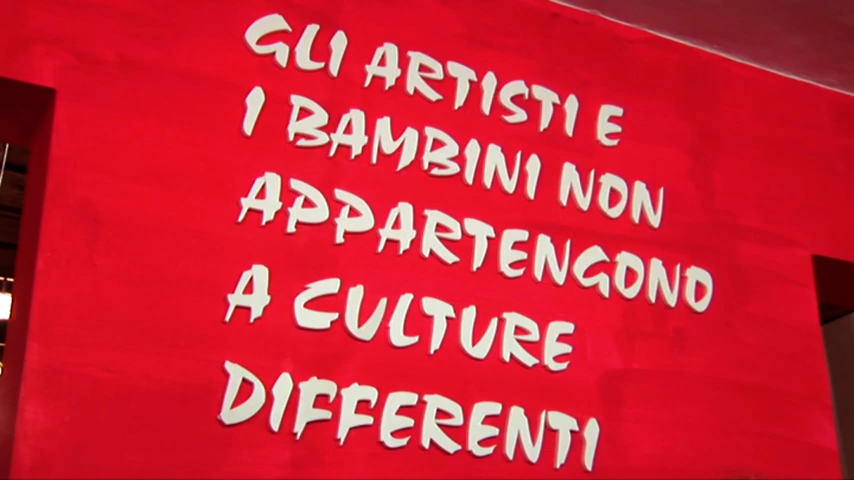 GLI ARTISTI E
I BAMBINI NON
APPARTENGONO
A CULTURE
DIFFERENTI